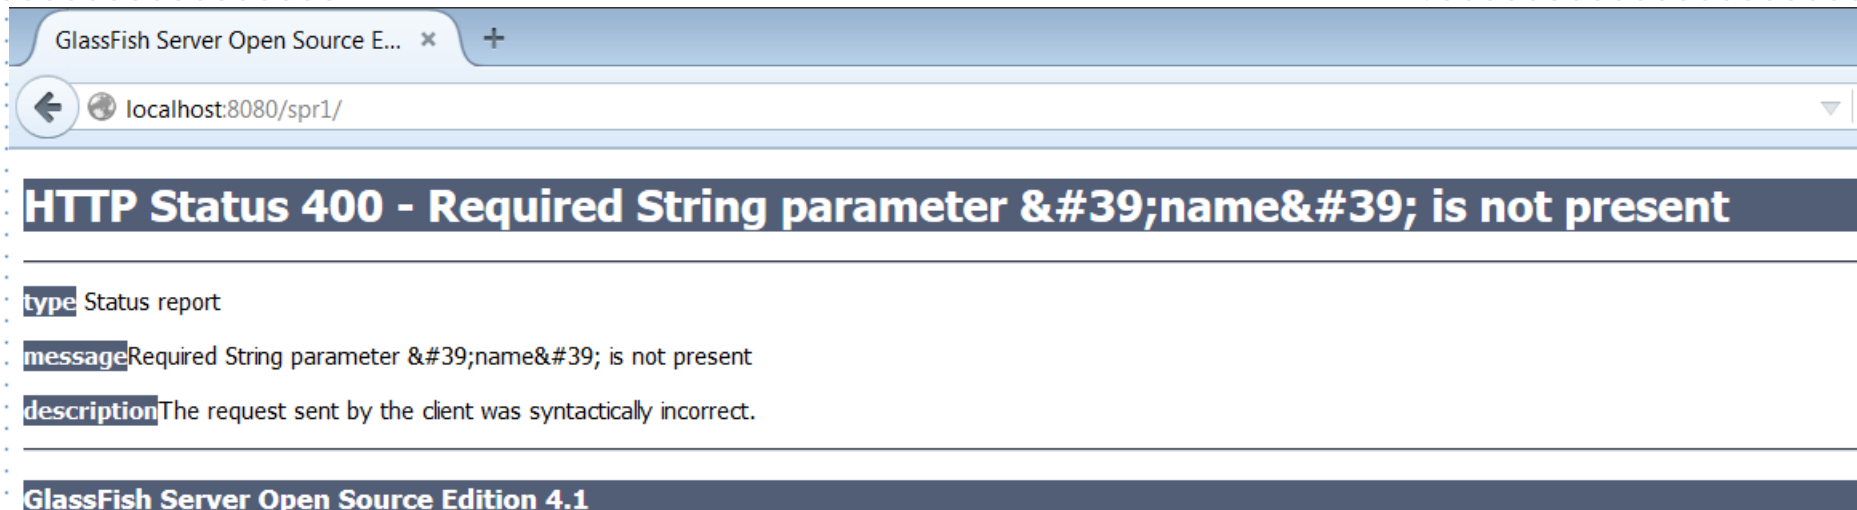 GlassFish Server Open Source E... × +
localhost:8080/spr1/
HTTP Status 400 - Required String parameter &#39;name&#39; is not present
type Status report
messageRequired String parameter &#39;name&#39; is not present
descriptionThe request sent by the client was syntactically incorrect.
GlassFish Server Open Source Edition 4.1